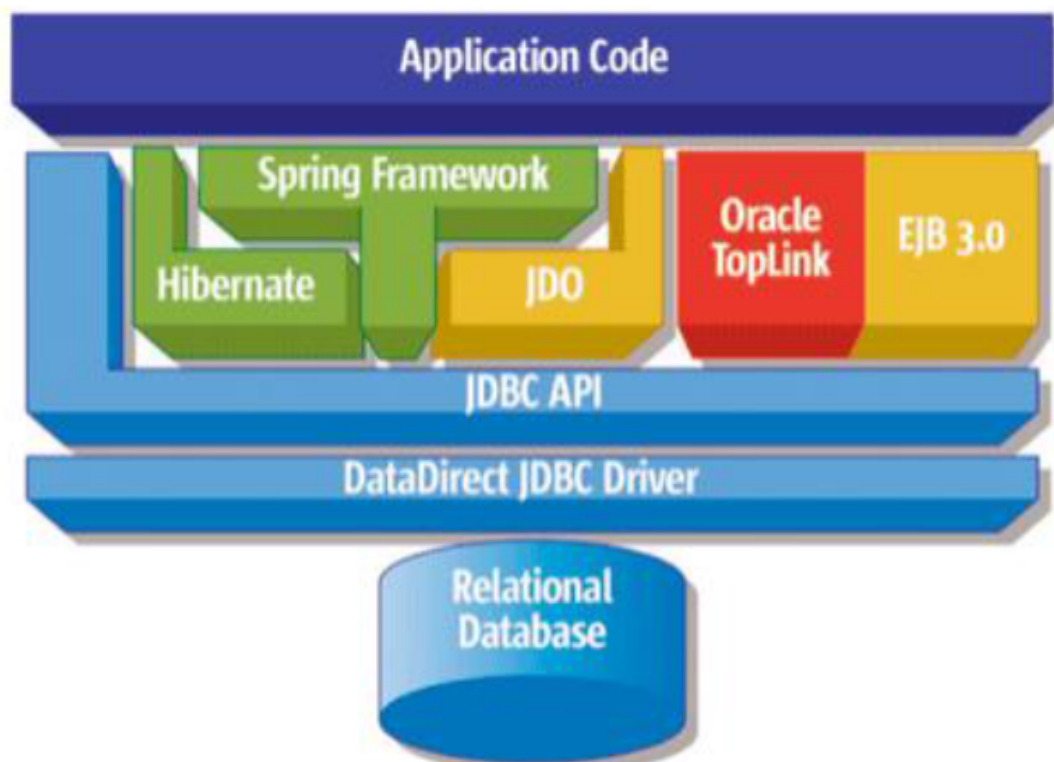 Application Code
Spring Framework
Hibernate
JDO
Oracle
TopLink
EJB 3.0
JDBC API
DataDirect JDBC Driver
Relational
Database